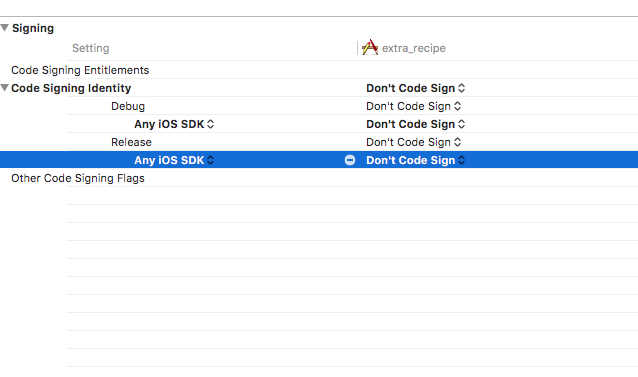 Signing
Setting extra_recipe
Code Signing Entitlements
Code Signing Identity Don't Code Sign
Debug Don't Code Sign
Any iOS SDK Don't Code Sign
Release Don't Code Sign
Any iOS SDK Don't Code Sign
Other Code Signing Flags